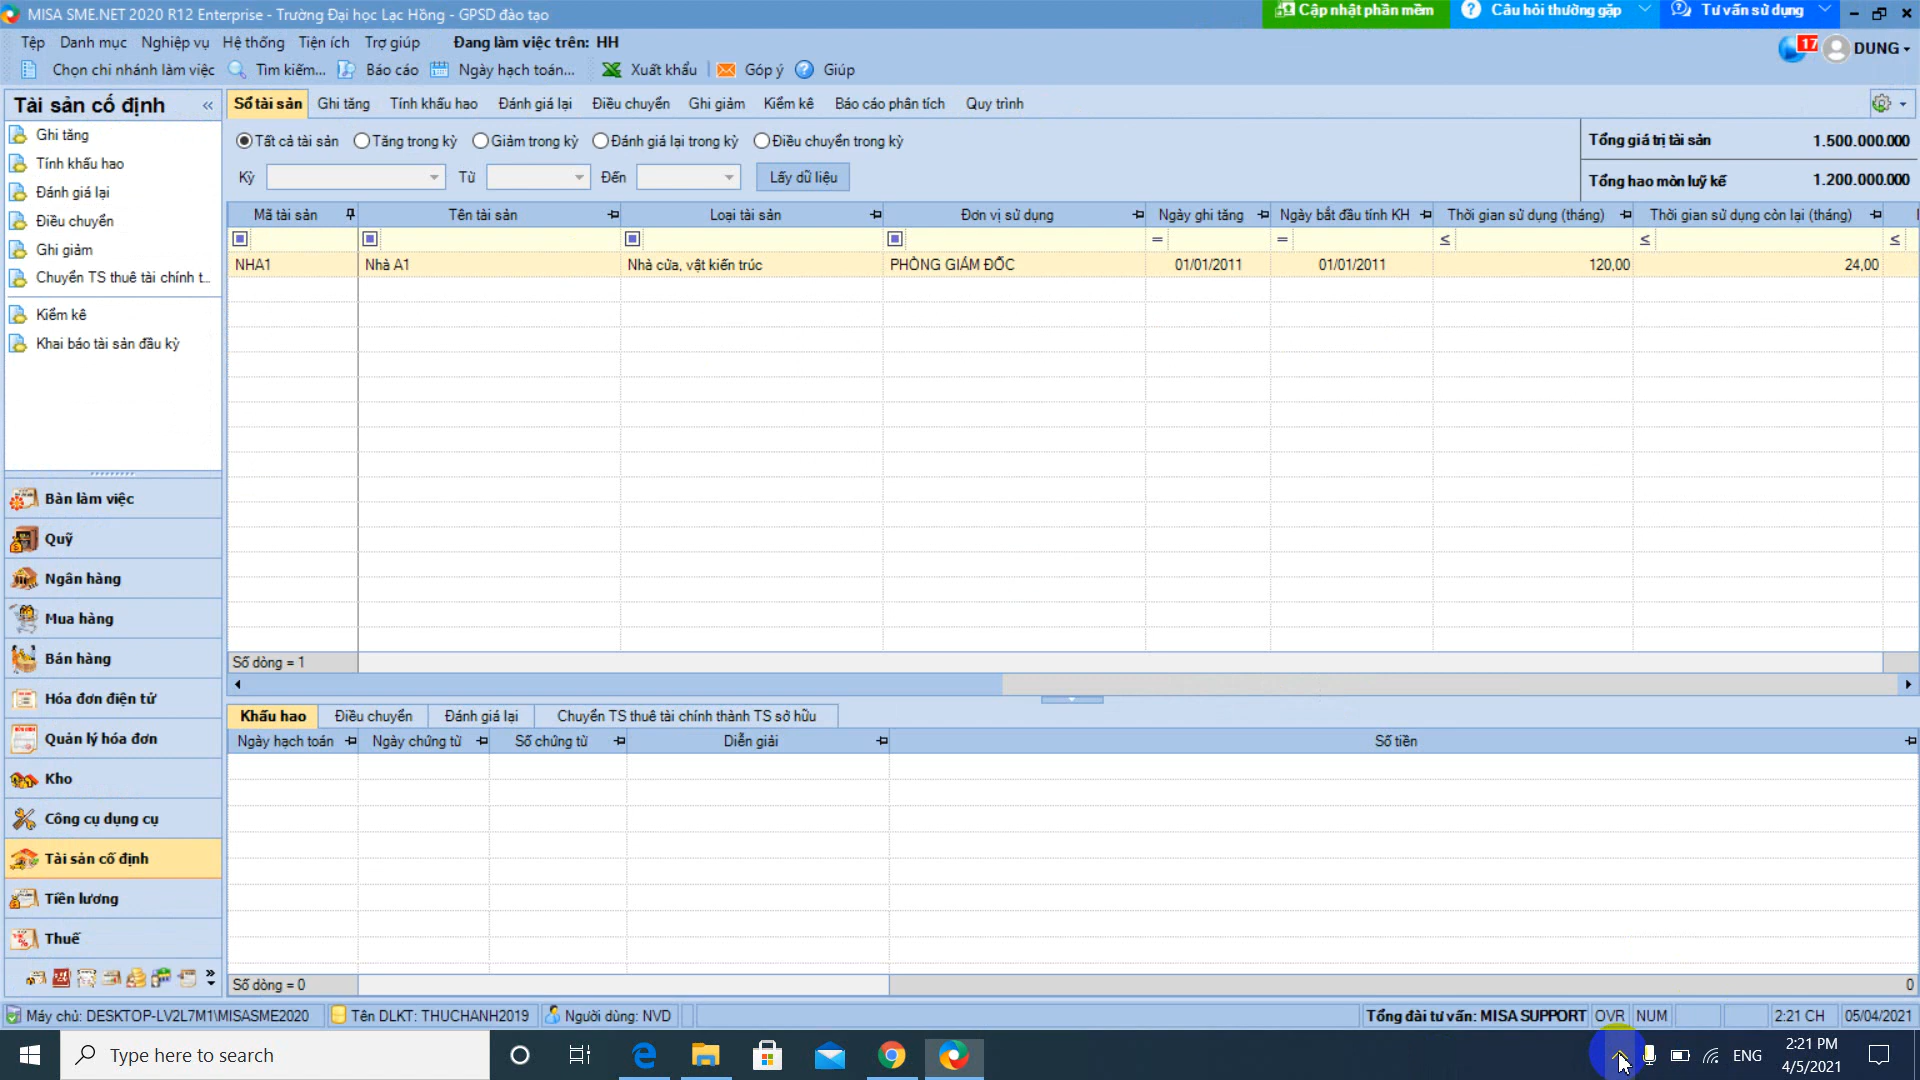 MISA SME.NET 2020 R12 Enterprise - Trường Đại học Lạc Hồng - GPSD đào tạo
Cập nhật phần mềm
Câu hỏi thường gặp
Tư vấn sử dụng
Tệp Danh mục Nghiệp vụ Hệ thống Tiện ích Trợ giúp Đang làm việc trên: HH
17 DUNG
Chọn chi nhánh làm việc Tìm kiếm... Báo cáo Ngày hạch toán... Xuất khẩu Góp ý Giúp
Tài sản cố định «
Ghi tăng
Tính khấu hao
Đánh giá lại
Điều chuyển
Ghi giảm
Chuyển TS thuê tài chính t...
Kiểm kê
Khai báo tài sản đầu kỳ
Bàn làm việc
Quỹ
Ngân hàng
Mua hàng
Bán hàng
Hóa đơn điện tử
Quản lý hóa đơn
Kho
Công cụ dụng cụ
Tài sản cố định
Tiền lương
Thuế
Sổ tài sản Ghi tăng Tính khấu hao Đánh giá lại Điều chuyển Ghi giảm Kiểm kê Báo cáo phân tích Quy trình
Tất cả tài sản Tăng trong kỳ Giảm trong kỳ Đánh giá lại trong kỳ Điều chuyển trong kỳ
Kỳ Từ Đến Lấy dữ liệu
Tổng giá trị tài sản 1.500.000.000
Tổng hao mòn luỹ kế 1.200.000.000
Mã tài sản Tên tài sản Loại tài sản Đơn vị sử dụng Ngày ghi tăng Ngày bắt đầu tính KH Thời gian sử dụng (tháng) Thời gian sử dụng còn lại (tháng)
= = ≤ ≤ ≤
NHA1 Nhà A1 Nhà cửa, vật kiến trúc PHÒNG GIÁM ĐỐC 01/01/2011 01/01/2011 120,00 24,00
Số dòng = 1
Khấu hao Điều chuyển Đánh giá lại Chuyển TS thuê tài chính thành TS sở hữu
Ngày hạch toán Ngày chứng từ Số chứng từ Diễn giải Số tiền
Số dòng = 0 0
Máy chủ: DESKTOP-LV2L7M1\MISASME2020 Tên DLKT: THUCHANH2019 Người dùng: NVD Tổng đài tư vấn: MISA SUPPORT OVR NUM 2:21 CH 05/04/2021
Type here to search
ENG
2:21 PM
4/5/2021